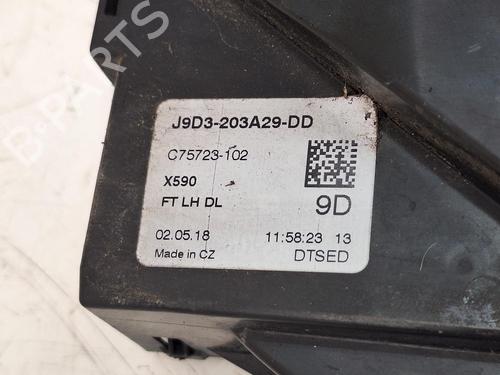 B-PARTS
J9D3-203A29-DD
C75723-102
X590
FT LH DL 9D
02.05.18 11:58:23 13
Made in CZ DTSED